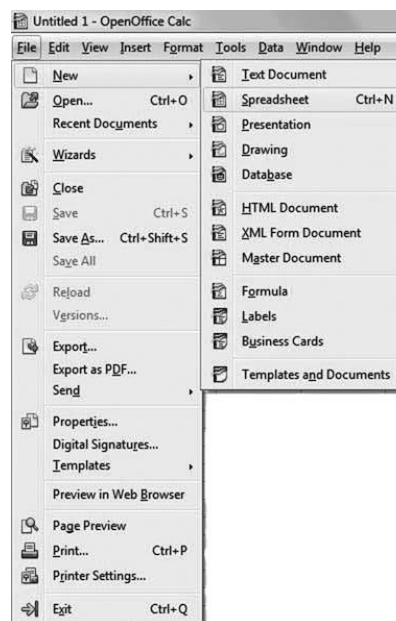 Untitled 1 - OpenOffice Calc
File Edit View Insert Format Tools Data Window Help
New
Open... Ctrl+O
Recent Documents
Wizards
Close
Save Ctrl+S
Save As... Ctrl+Shift+S
Save All
Reload
Versions...
Export...
Export as PDF...
Send
Properties...
Digital Signatures...
Templates
Preview in Web Browser
Page Preview
Print... Ctrl+P
Printer Settings...
Exit Ctrl+Q
Text Document
Spreadsheet Ctrl+N
Presentation
Drawing
Database
HTML Document
XML Form Document
Master Document
Formula
Labels
Business Cards
Templates and Documents